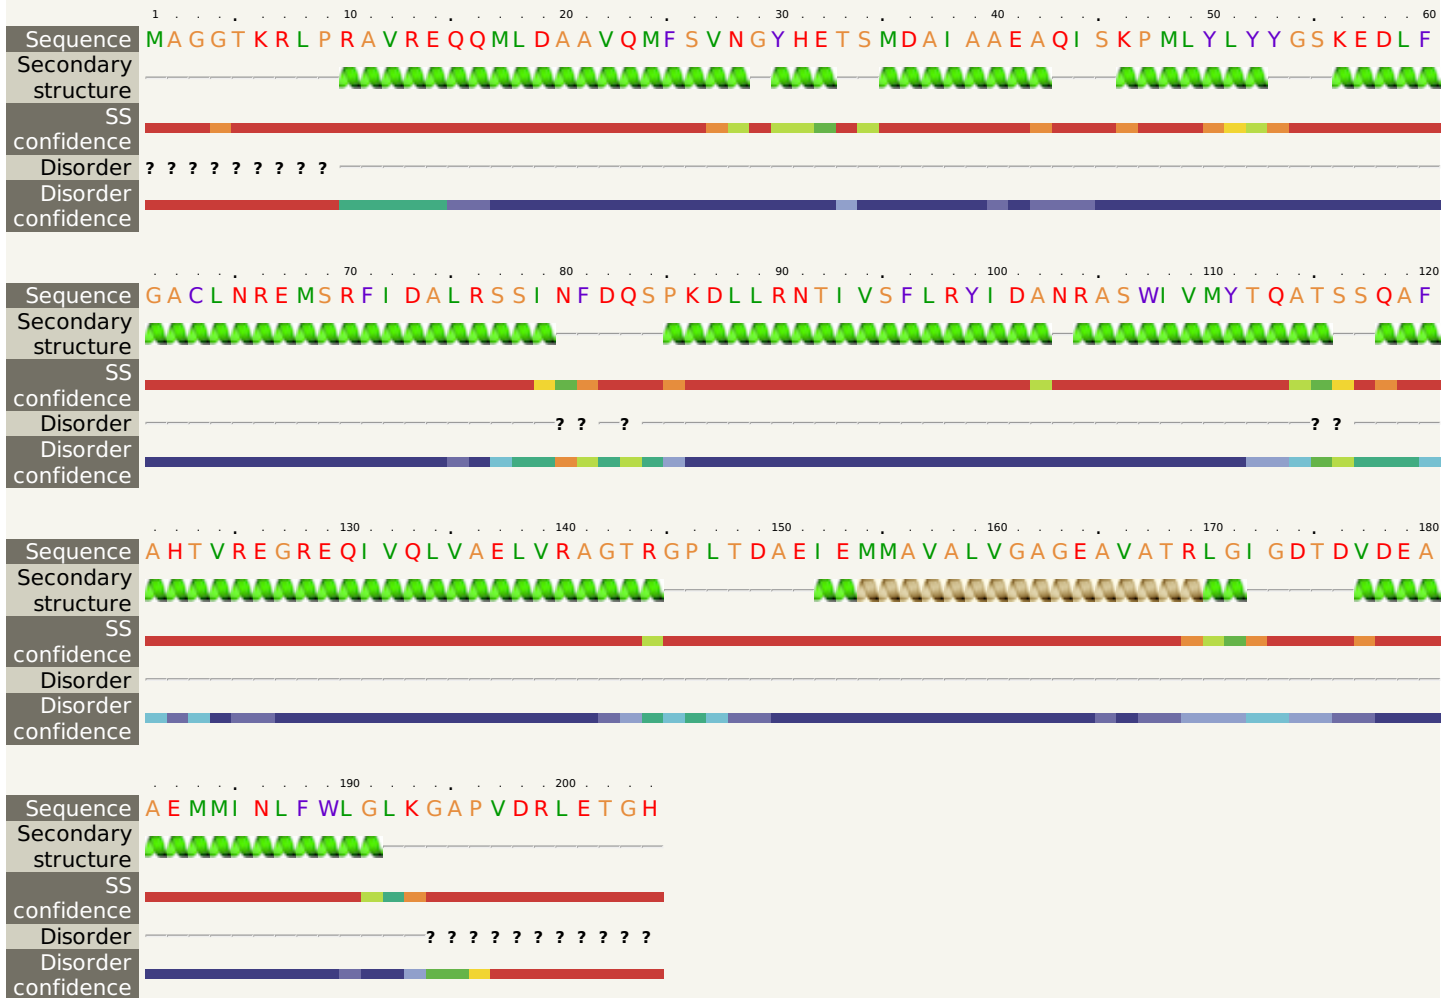 1 10 20 30 40 50 60
Sequence MAGGTKRLPRAVREQQMLDAAVQMFSVNGYHETSMDAIAAEAQISKPMLYLYYGSKEDLF
Secondary
structure
SS
confidence
Disorder ? ? ? ? ? ? ? ? ?
Disorder
confidence
70 80 90 100 110 120
Sequence GACLNREMSRFIDALRSSINFDQSPKDLLRNTIVSFLRYIDANRASWIVMYTQATSSQAF
Secondary
structure
SS
confidence
Disorder ? ? ? ? ?
Disorder
confidence
130 140 150 160 170 180
Sequence AHTVREGREQIVQLVAELVRAGTRGPLTDAEIEMMAVALVGAGEAVATRLGIGDTDVDEA
Secondary
structure
SS
confidence
Disorder
Disorder
confidence
190 200
Sequence AEMMINLFWLGLKGAPVDRLETGH
Secondary
structure
SS
confidence
Disorder ? ? ? ? ? ? ? ? ? ? ?
Disorder
confidence